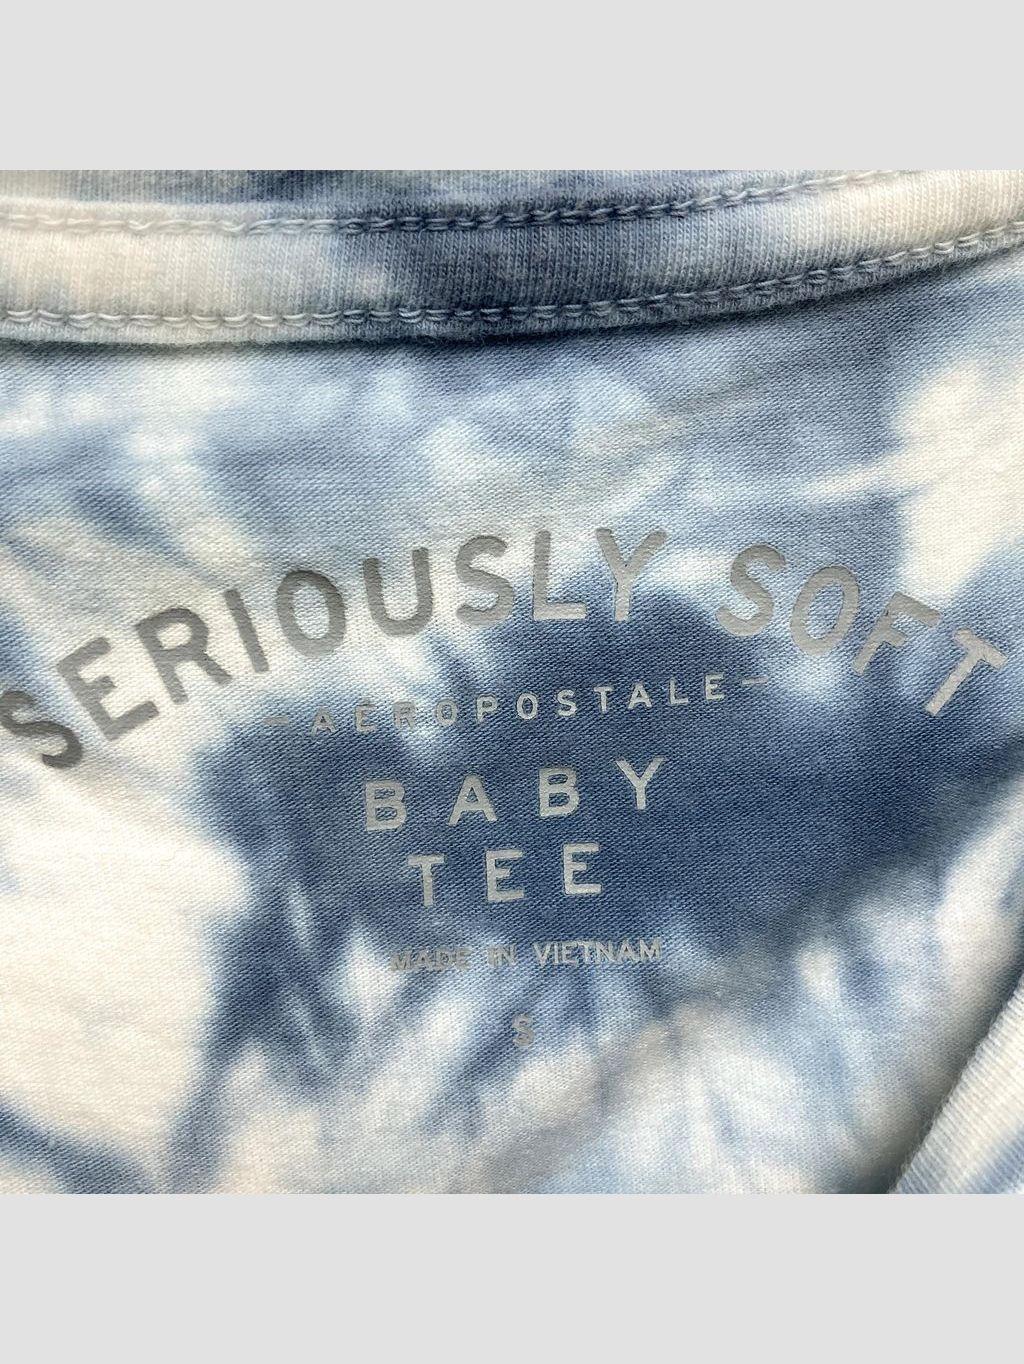 SERIOUSLY SOFT
-AEROPOSTALE-
BABY
TEE
MADE IN VIETNAM
S